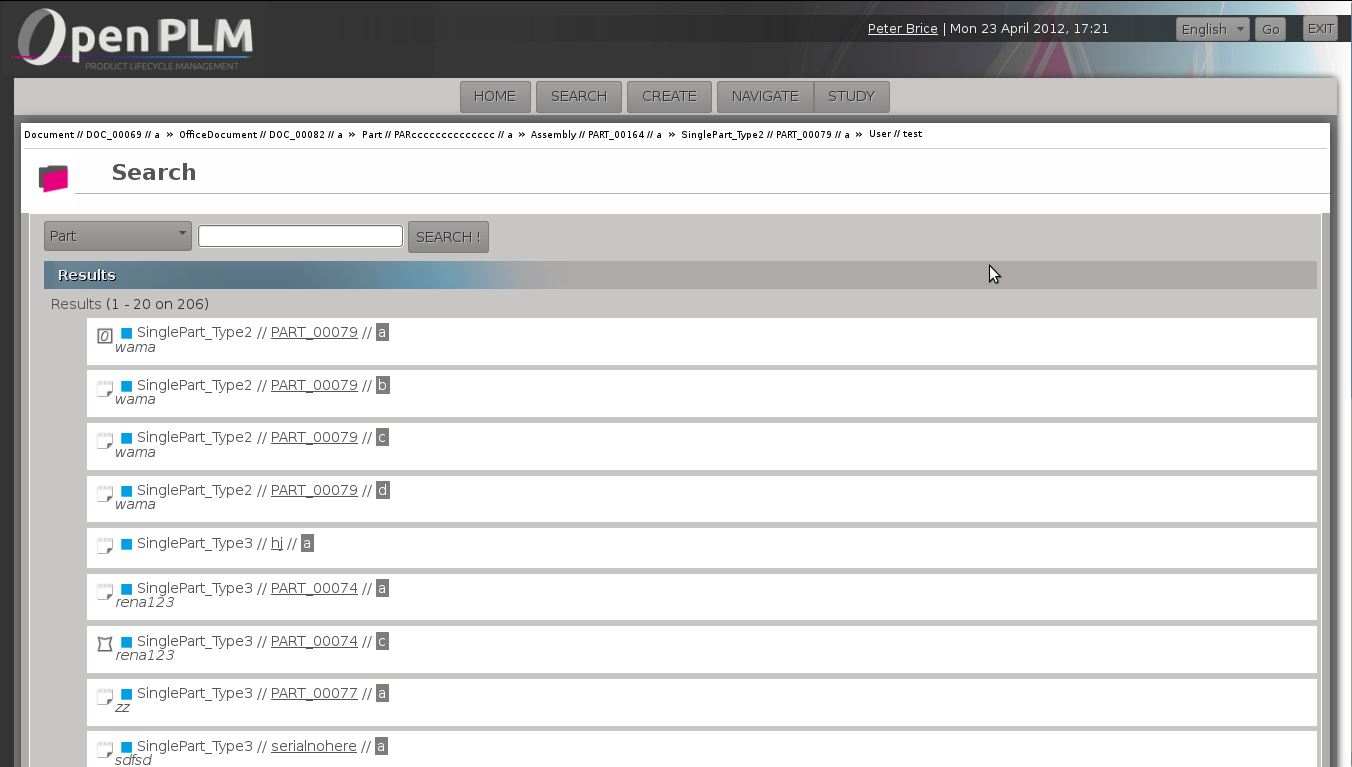 OpenPLM
PRODUCT LIFECYCLE MANAGEMENT
Peter Brice | Mon 23 April 2012, 17:21 English Go EXIT
HOME SEARCH CREATE NAVIGATE STUDY
Document // DOC_00069 // a » OfficeDocument // DOC_00082 // a » Part // PARcccccccccccccc // a » Assembly // PART_00164 // a » SinglePart_Type2 // PART_00079 // a » User // test
Search
Part SEARCH !
Results
Results (1 - 20 on 206)
SinglePart_Type2 // PART_00079 // a
wama
SinglePart_Type2 // PART_00079 // b
wama
SinglePart_Type2 // PART_00079 // c
wama
SinglePart_Type2 // PART_00079 // d
wama
SinglePart_Type3 // hj // a
SinglePart_Type3 // PART_00074 // a
rena123
SinglePart_Type3 // PART_00074 // c
rena123
SinglePart_Type3 // PART_00077 // a
zz
SinglePart_Type3 // serialnohere // a
sdfsd